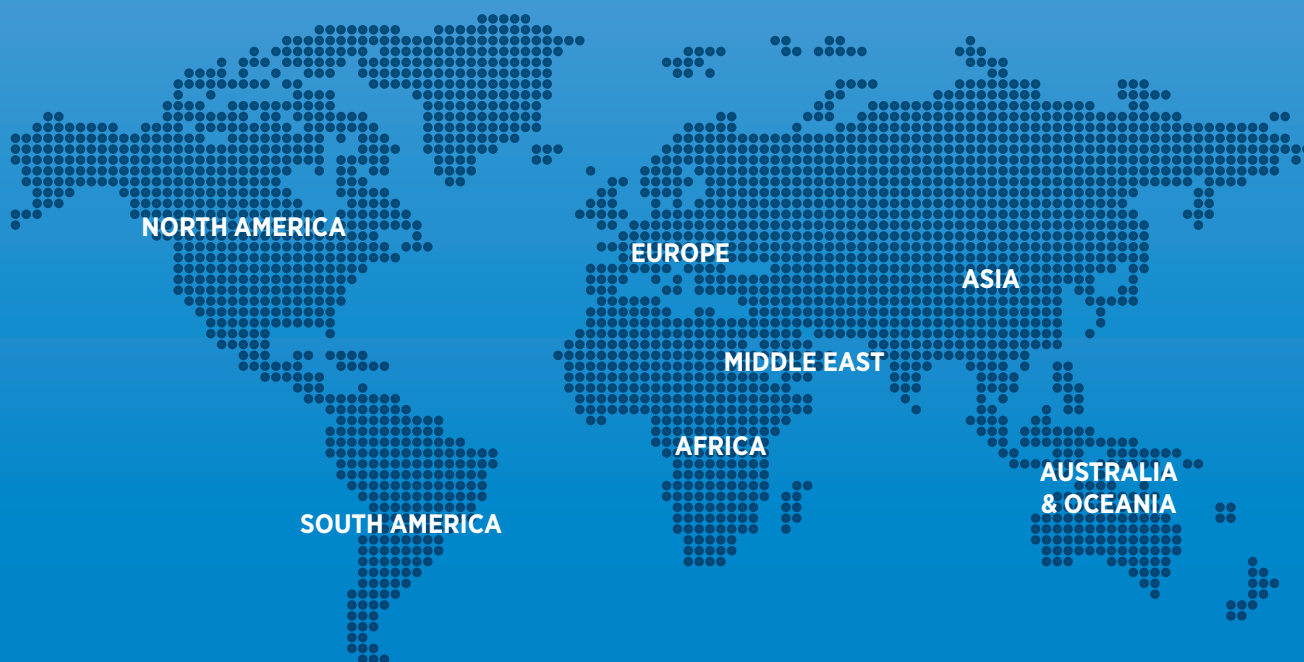 NORTH AMERICA
EUROPE
ASIA
MIDDLE EAST
AFRICA
AUSTRALIA
& OCEANIA
SOUTH AMERICA